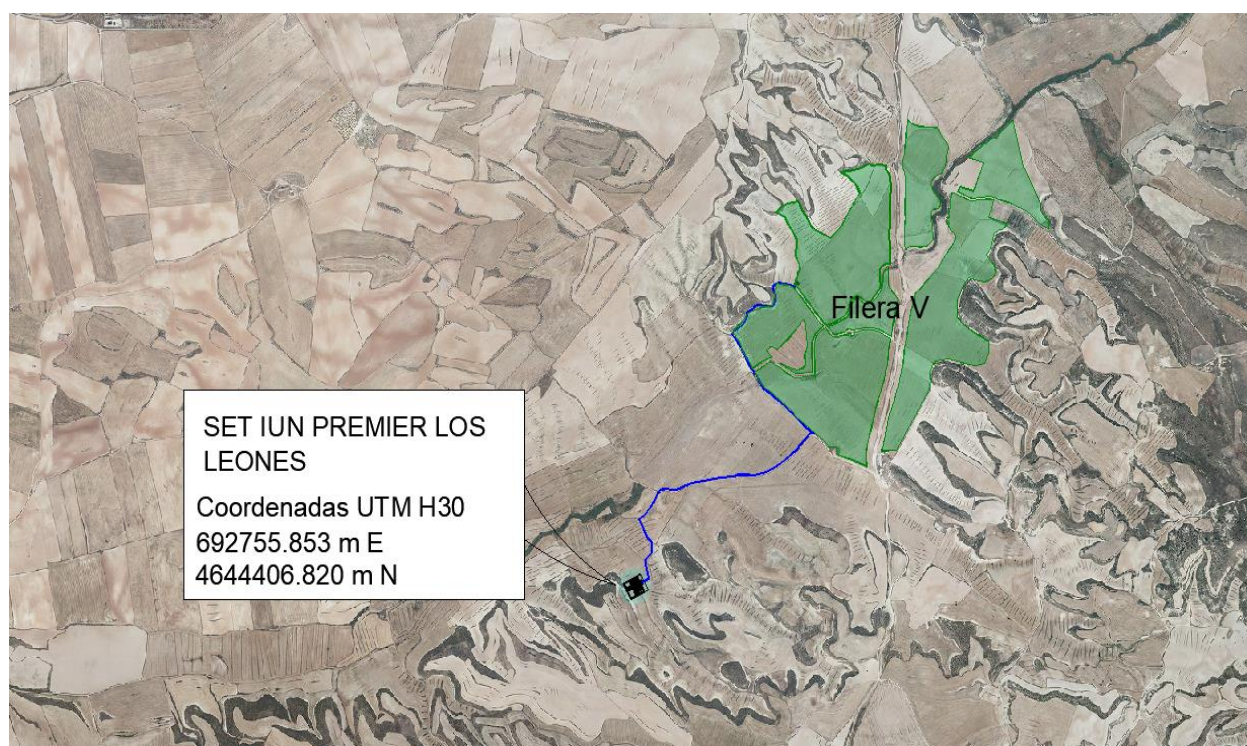 Filera V
SET IUN PREMIER LOS
LEONES
Coordenadas UTM H30
692755.853 m E
4644406.820 m N